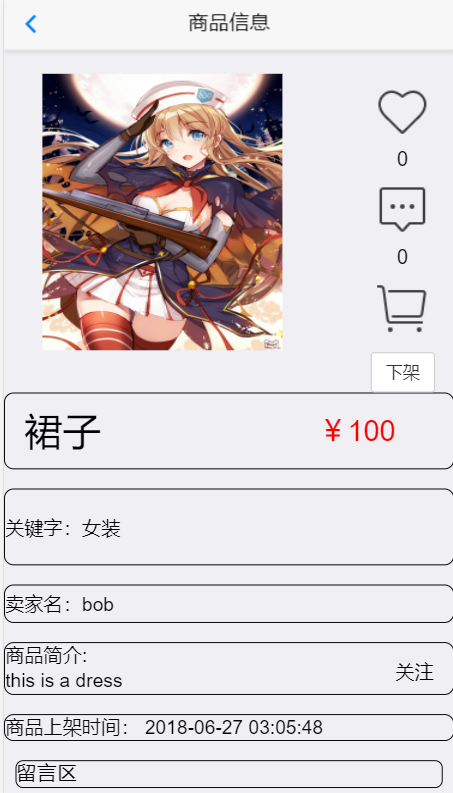 商品信息
0
0
下架
裙子
¥ 100
关键字：女装
卖家名：bob
商品简介:
this is a dress
关注
商品上架时间： 2018-06-27 03:05:48
留言区